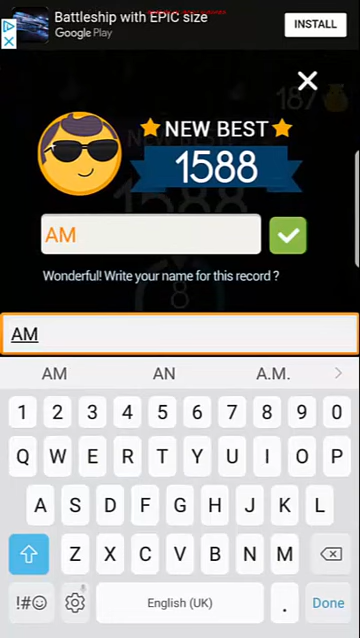 Battleship with EPIC size
Google Play
INSTALL
187
NEW BEST
1588
AM
Wonderful! Write your name for this record ?
8
AM
AM AN A.M.
1 2 3 4 5 6 7 8 9 0
Q W E R T Y U I O P
A S D F G H J K L
Z X C V B N M
!#☺ English (UK) . Done